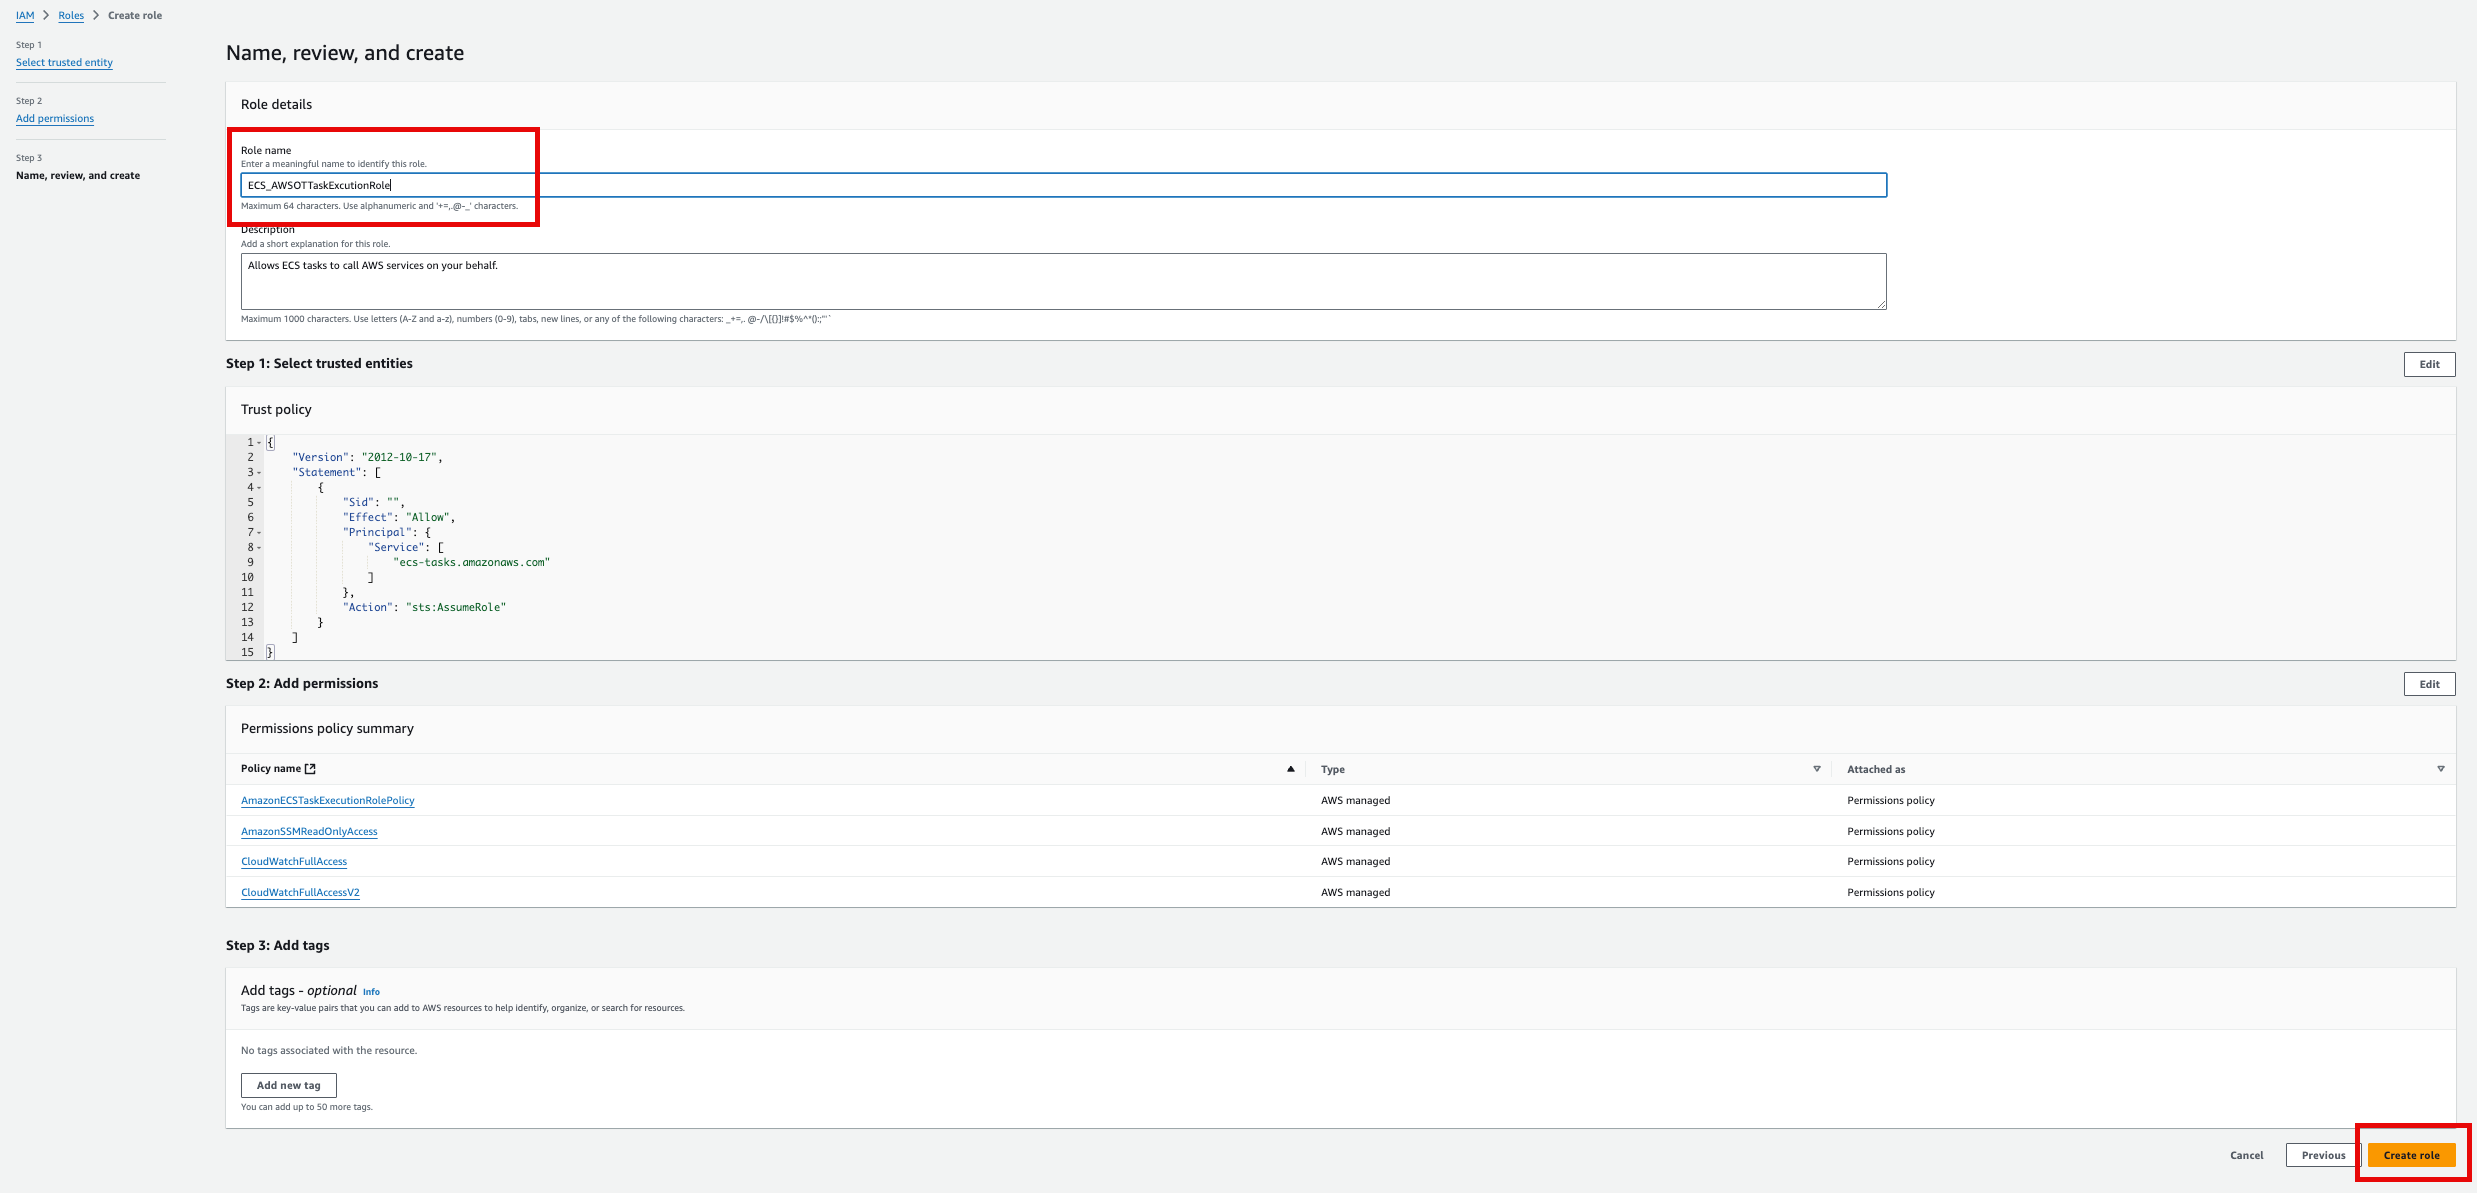 IAM > Roles > Create role
Step 1
Select trusted entity
Step 2
Add permissions
Step 3
Name, review, and create
Name, review, and create
Role details
Role name
Enter a meaningful name to identify this role.
ECS_AWSOTTaskExcutionRole
Maximum 64 characters. Use alphanumeric and '+=,.@-_' characters.
Description
Add a short explanation for this role.
Allows ECS tasks to call AWS services on your behalf.
Maximum 1000 characters. Use letters (A-Z and a-z), numbers (0-9), tabs, new lines, or any of the following characters: _+=,. @-/\[{}]!#$%^*();:"'`
Step 1: Select trusted entities
Edit
Trust policy
1 {
2 "Version": "2012-10-17",
3 "Statement": [
4 {
5 "Sid": "",
6 "Effect": "Allow",
7 "Principal": {
8 "Service": [
9 "ecs-tasks.amazonaws.com"
10 ]
11 },
12 "Action": "sts:AssumeRole"
13 }
14 ]
15 }
Step 2: Add permissions
Edit
Permissions policy summary
Policy name Type Attached as
AmazonECSTaskExecutionRolePolicy AWS managed Permissions policy
AmazonSSMReadOnlyAccess AWS managed Permissions policy
CloudWatchFullAccess AWS managed Permissions policy
CloudWatchFullAccessV2 AWS managed Permissions policy
Step 3: Add tags
Add tags - optional Info
Tags are key-value pairs that you can add to AWS resources to help identify, organize, or search for resources.
No tags associated with the resource.
Add new tag
You can add up to 50 more tags.
Cancel Previous Create role